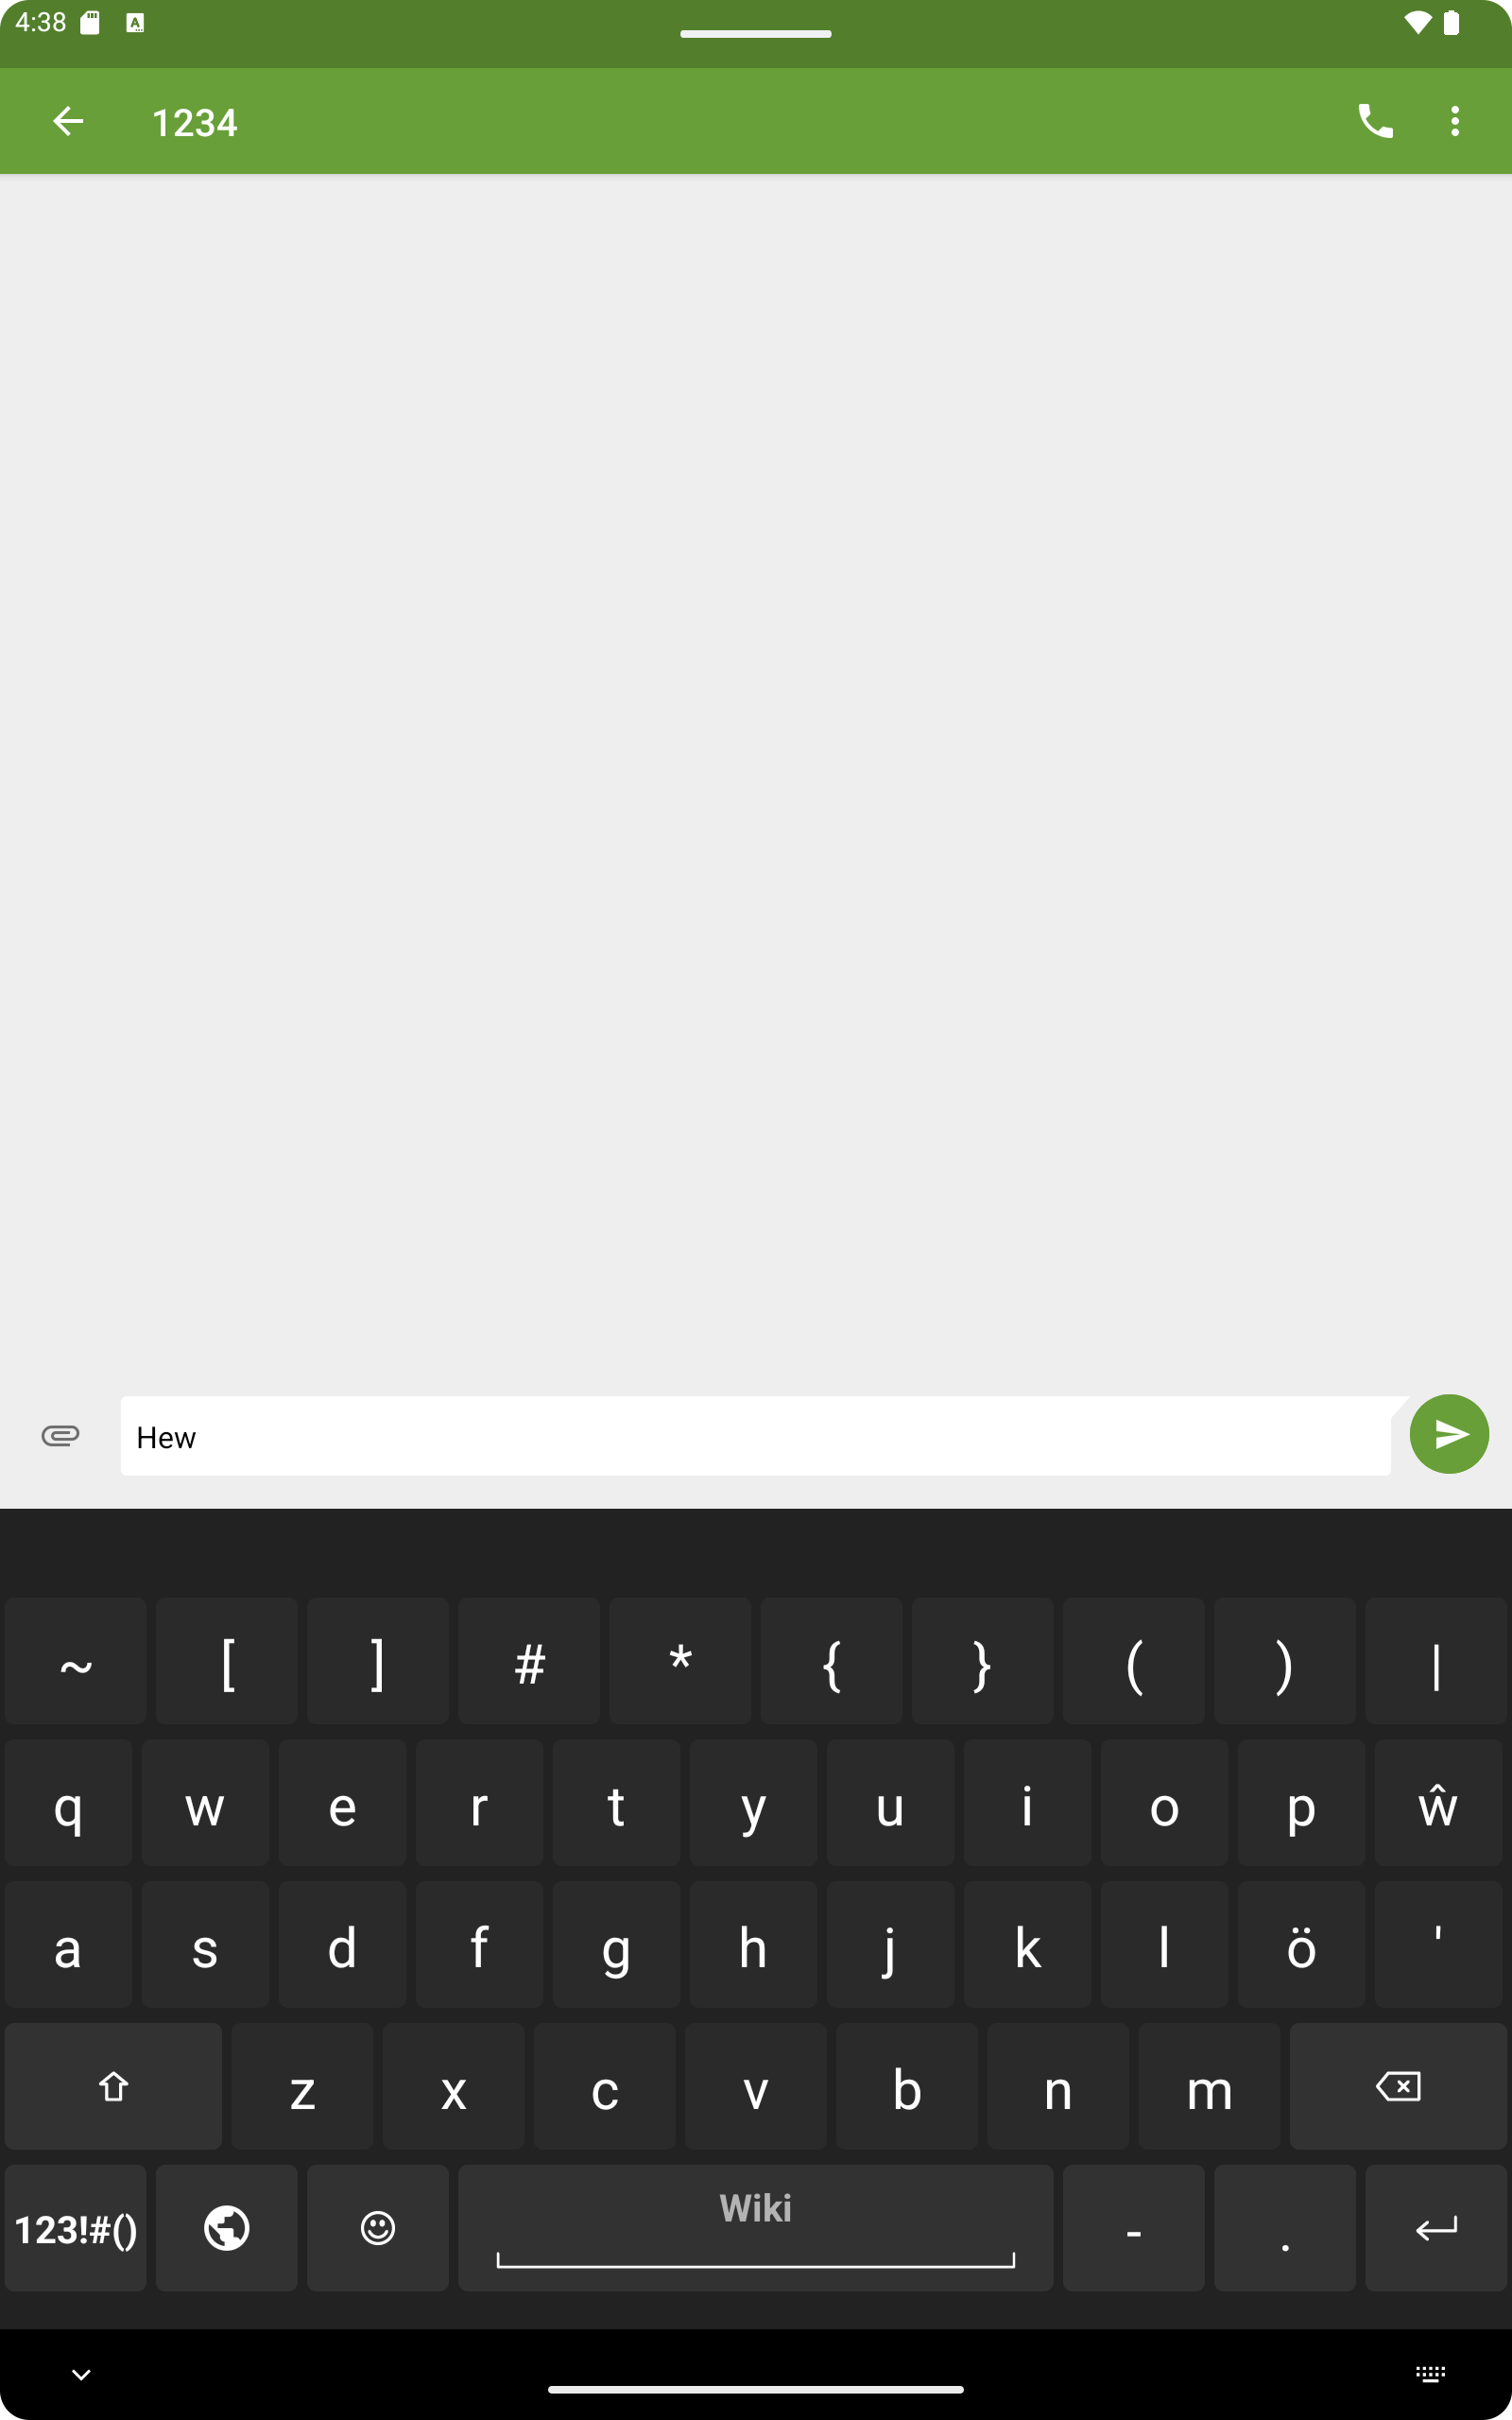 4:38
1234
Hew
~ [ ] # * { } ( ) |
q w e r t y u i o p ŵ
a s d f g h j k l ö '
z x c v b n m
123!#() Wiki - .